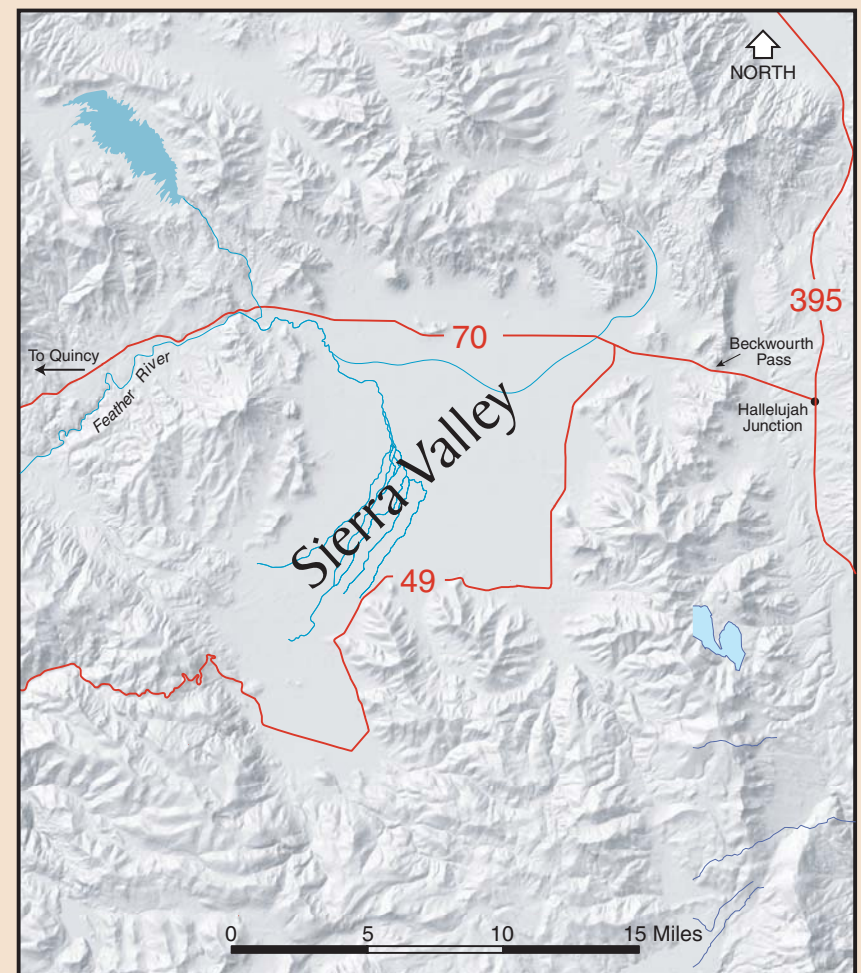 NORTH
395
70
Beckwourth
Pass
To Quincy
Feather River
Hallelujah
Junction
Sierra Valley
49
0 5 10 15 Miles